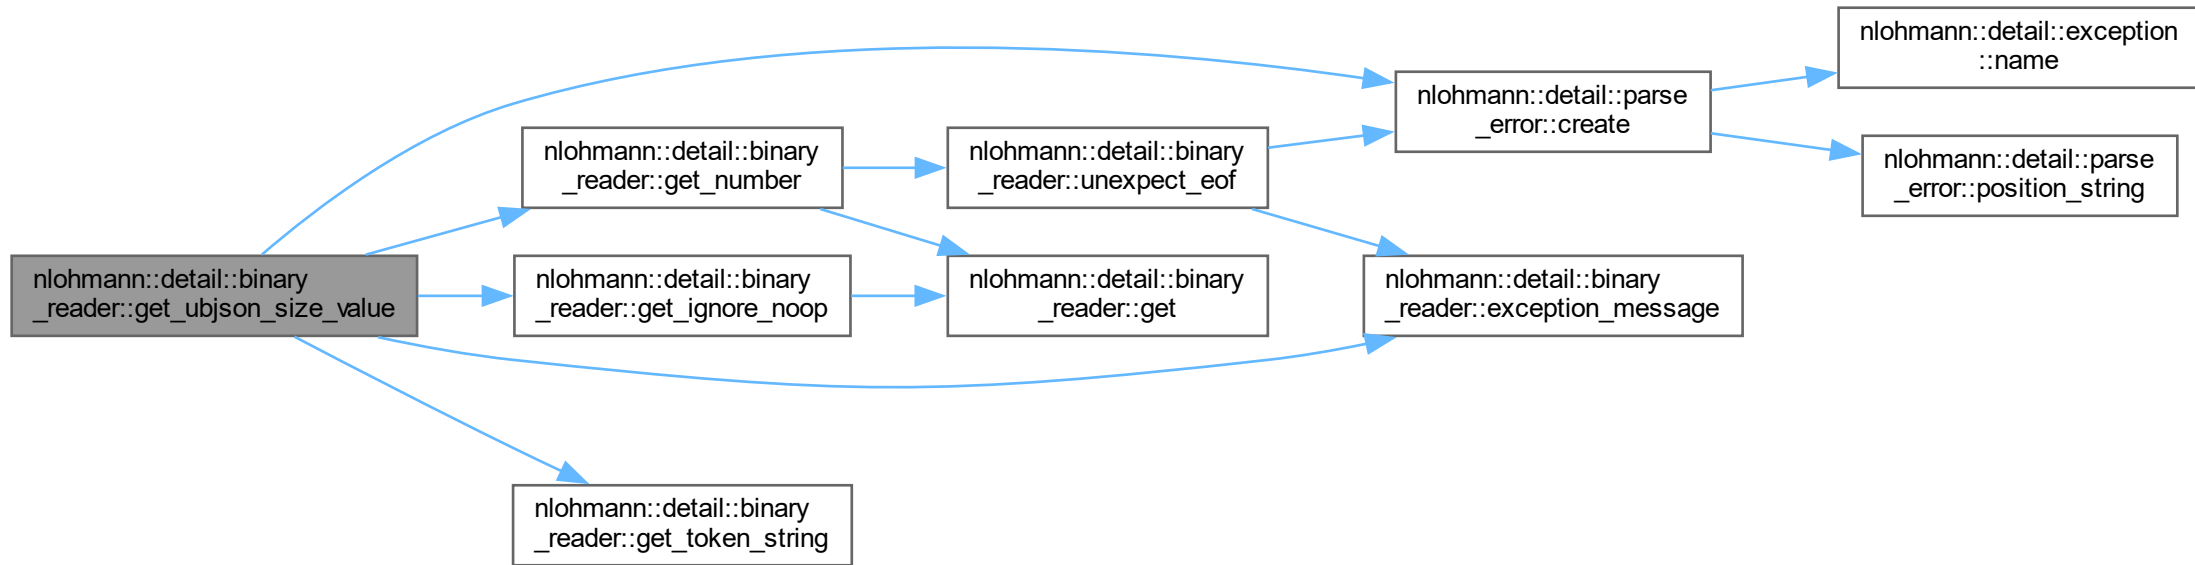 nlohmann::detail::binary
_reader::get_ubjson_size_value
nlohmann::detail::binary
_reader::get_number
nlohmann::detail::binary
_reader::get_ignore_noop
nlohmann::detail::binary
_reader::get_token_string
nlohmann::detail::binary
_reader::unexpect_eof
nlohmann::detail::binary
_reader::get
nlohmann::detail::parse
_error::create
nlohmann::detail::binary
_reader::exception_message
nlohmann::detail::exception
::name
nlohmann::detail::parse
_error::position_string